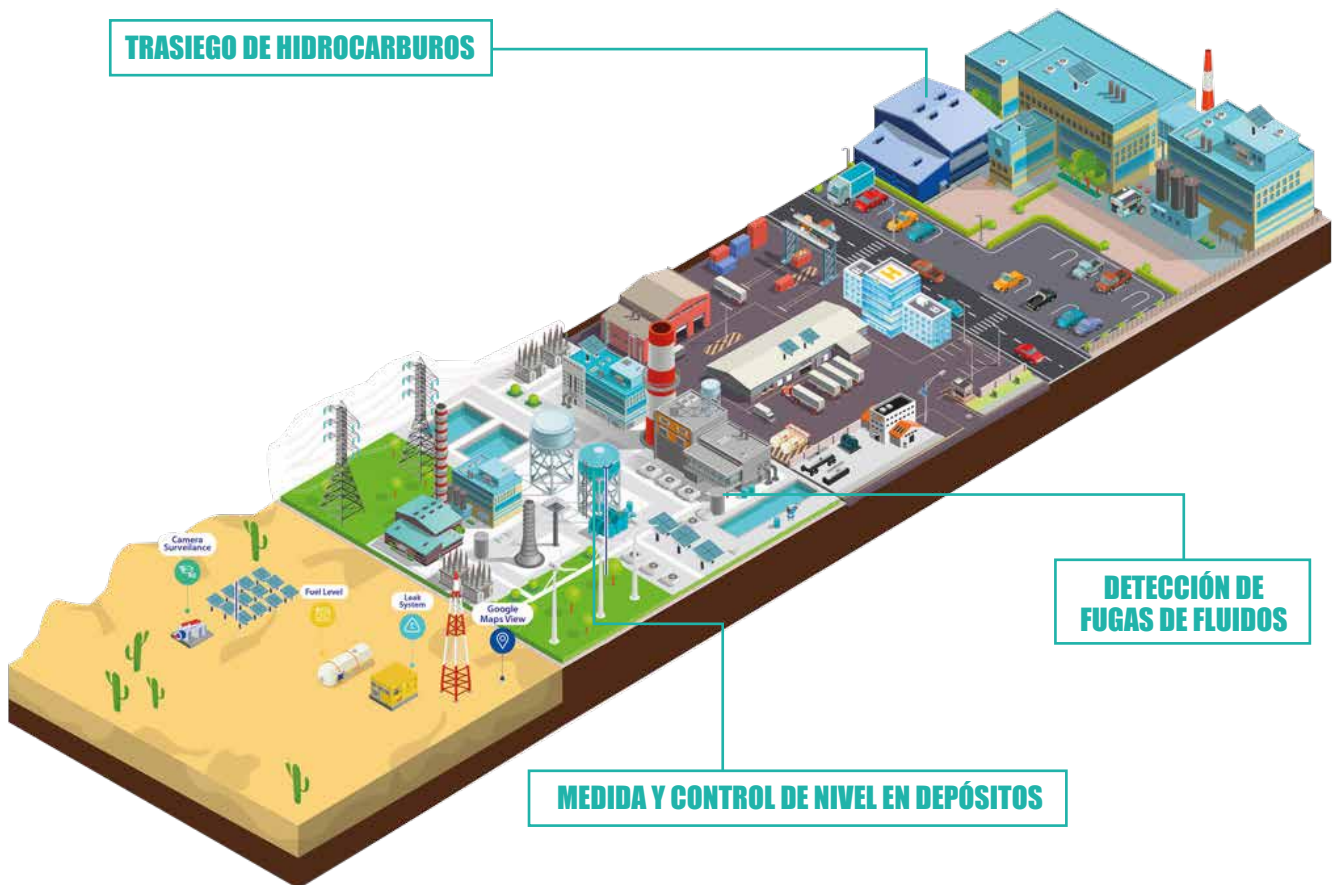 TRASIEGO DE HIDROCARBUROS
H
Camera
Surveilance
Fuel Level
Leak
System
Google
Maps View
DETECCIÓN DE
FUGAS DE FLUIDOS
MEDIDA Y CONTROL DE NIVEL EN DEPÓSITOS